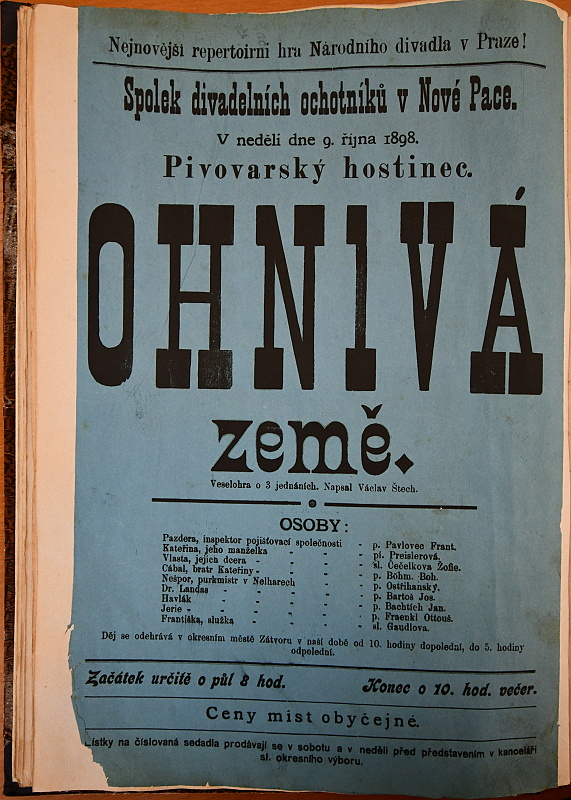 Nejnovější repertoirní hra Národního divadla v Praze!
Spolek divadelních ochotníků v Nové Pace.
V neděli dne 9. října 1898.
Pivovarský hostinec.
OHNIVÁ
země.
Veselohra o 3 jednáních. Napsal Václav Štech.
OSOBY:
Pazdera, inspektor pojišťovací společnosti - p. Pavlovec Frant.
Kateřina, jeho manželka - - - pí. Preislerová.
Vlasta, jejich dcera - - - - sl. Čečelkova Žofie.
Cábal, bratr Kateřiny - - - - p. Böhm. Boh.
Nešpor, purkmistr v Nelharech - - - p. Ostříhanský.
Dr. Landas - - - - - p. Bartoš Jos.
Havlák - - - - - p. Bachtích Jan.
Jerie - - - - - - p. Fraenkl Ottouš.
Františka, služka - - - - sl. Gaudlova.
Děj se odehrává v okresním městě Zátvoru v naší době od 10. hodiny dopolední, do 5. hodiny
odpolední.
Začátek určitě o půl 8 hod. Konec o 10. hod. večer.
Ceny míst obyčejné.
Lístky na číslovaná sedadla prodávají se v sobotu a v neděli před představením v kanceláři
sl. okresního výboru.